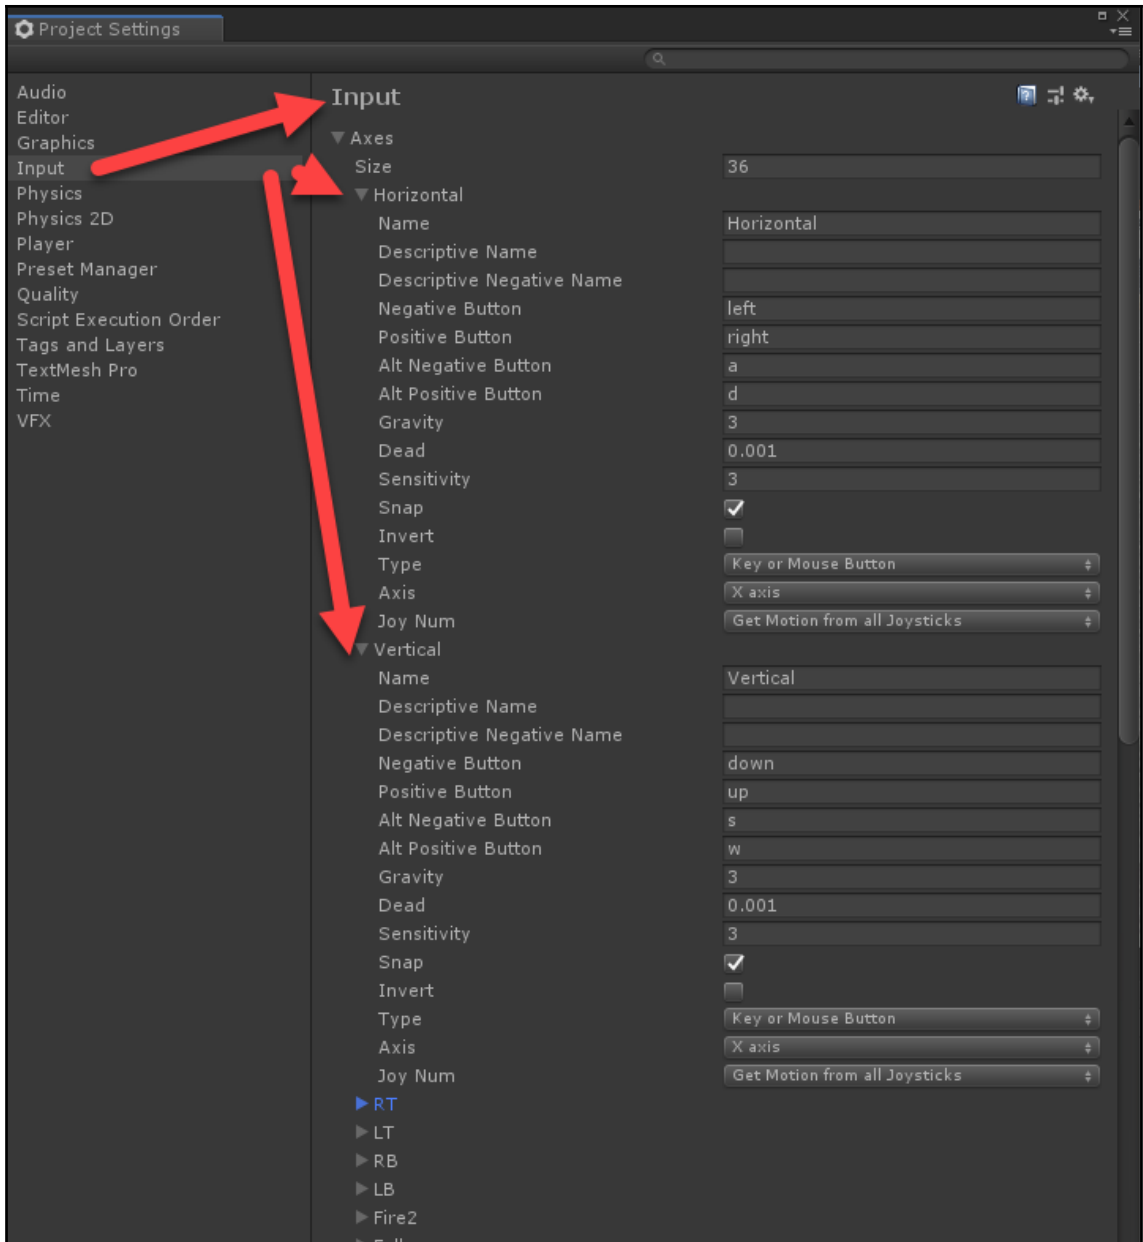 Project Settings
Audio
Editor
Graphics
Input
Physics
Physics 2D
Player
Preset Manager
Quality
Script Execution Order
Tags and Layers
TextMesh Pro
Time
VFX
Input
Axes
Size 36
Horizontal
Name Horizontal
Descriptive Name
Descriptive Negative Name
Negative Button left
Positive Button right
Alt Negative Button a
Alt Positive Button d
Gravity 3
Dead 0.001
Sensitivity 3
Snap
Invert
Type Key or Mouse Button
Axis X axis
Joy Num Get Motion from all Joysticks
Vertical
Name Vertical
Descriptive Name
Descriptive Negative Name
Negative Button down
Positive Button up
Alt Negative Button s
Alt Positive Button w
Gravity 3
Dead 0.001
Sensitivity 3
Snap
Invert
Type Key or Mouse Button
Axis X axis
Joy Num Get Motion from all Joysticks
RT
LT
RB
LB
Fire2